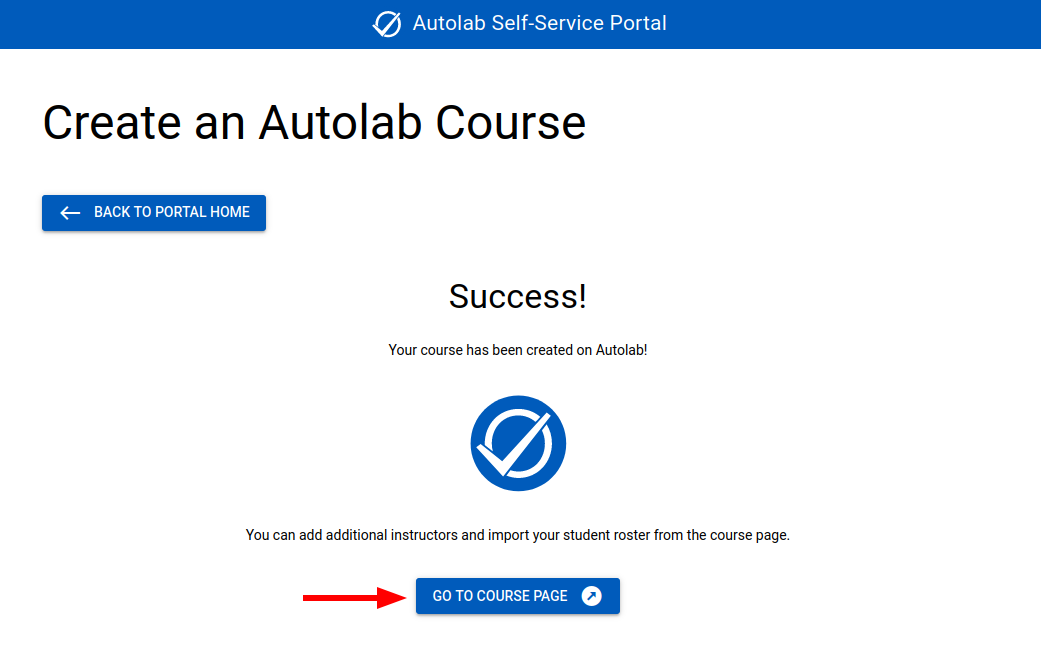 Autolab Self-Service Portal
Create an Autolab Course
BACK TO PORTAL HOME
Success!
Your course has been created on Autolab!
You can add additional instructors and import your student roster from the course page.
GO TO COURSE PAGE